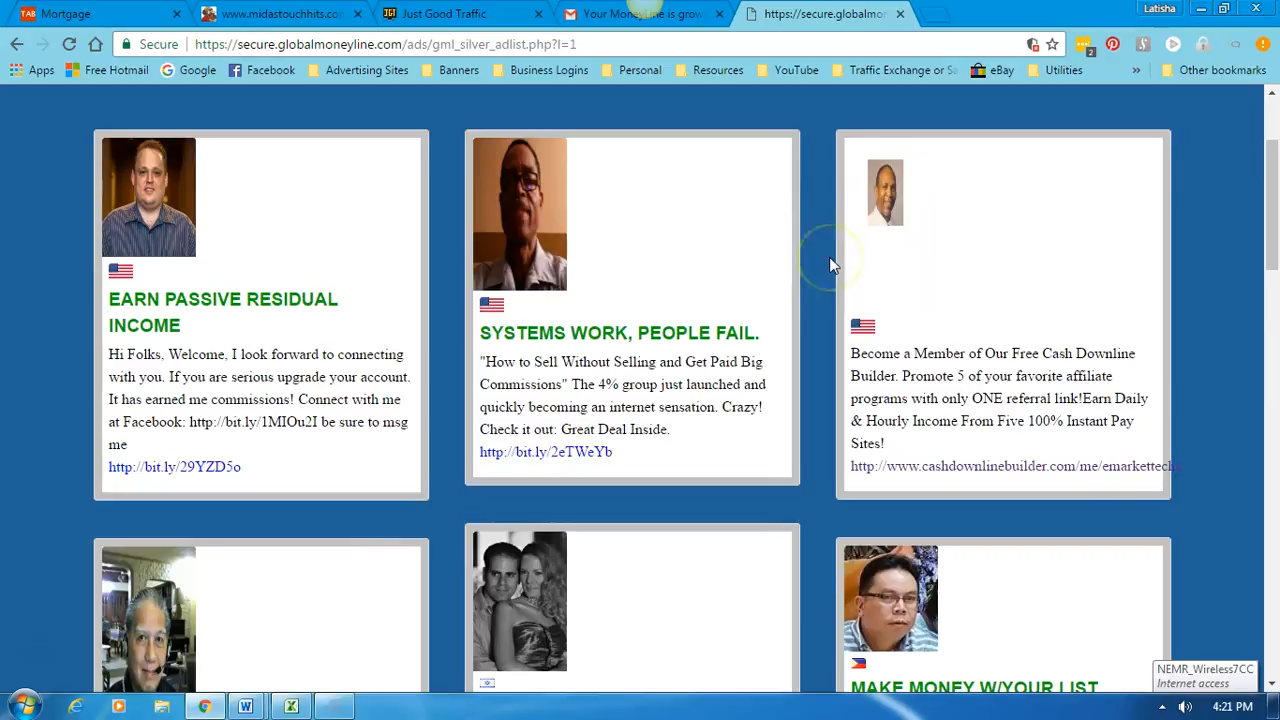 Mortgage
www.midastouchhits.com
Just Good Traffic
Your MoneyLine is grow
https://secure.globalmon
Latisha
Secure https://secure.globalmoneyline.com/ads/gml_silver_adlist.php?l=1
2
Apps Free Hotmail Google Facebook Advertising Sites Banners Business Logins Personal Resources YouTube Traffic Exchange or eBay Utilities » Other bookmarks
EARN PASSIVE RESIDUAL
INCOME
Hi Folks, Welcome, I look forward to connecting
with you. If you are serious upgrade your account.
It has earned me commissions! Connect with me
at Facebook: http://bit.ly/1MIOu2I be sure to msg
me
http://bit.ly/29YZD5o
SYSTEMS WORK, PEOPLE FAIL.
"How to Sell Without Selling and Get Paid Big
Commissions" The 4% group just launched and
quickly becoming an internet sensation. Crazy!
Check it out: Great Deal Inside.
http://bit.ly/2eTWeYb
Become a Member of Our Free Cash Downline
Builder. Promote 5 of your favorite affiliate
programs with only ONE referral link!Earn Daily
& Hourly Income From Five 100% Instant Pay
Sites!
http://www.cashdownlinebuilder.com/me/emarkettech
MAKE MONEY W/YOUR LIST
NEMR_Wireless7CC
Internet access
4:21 PM